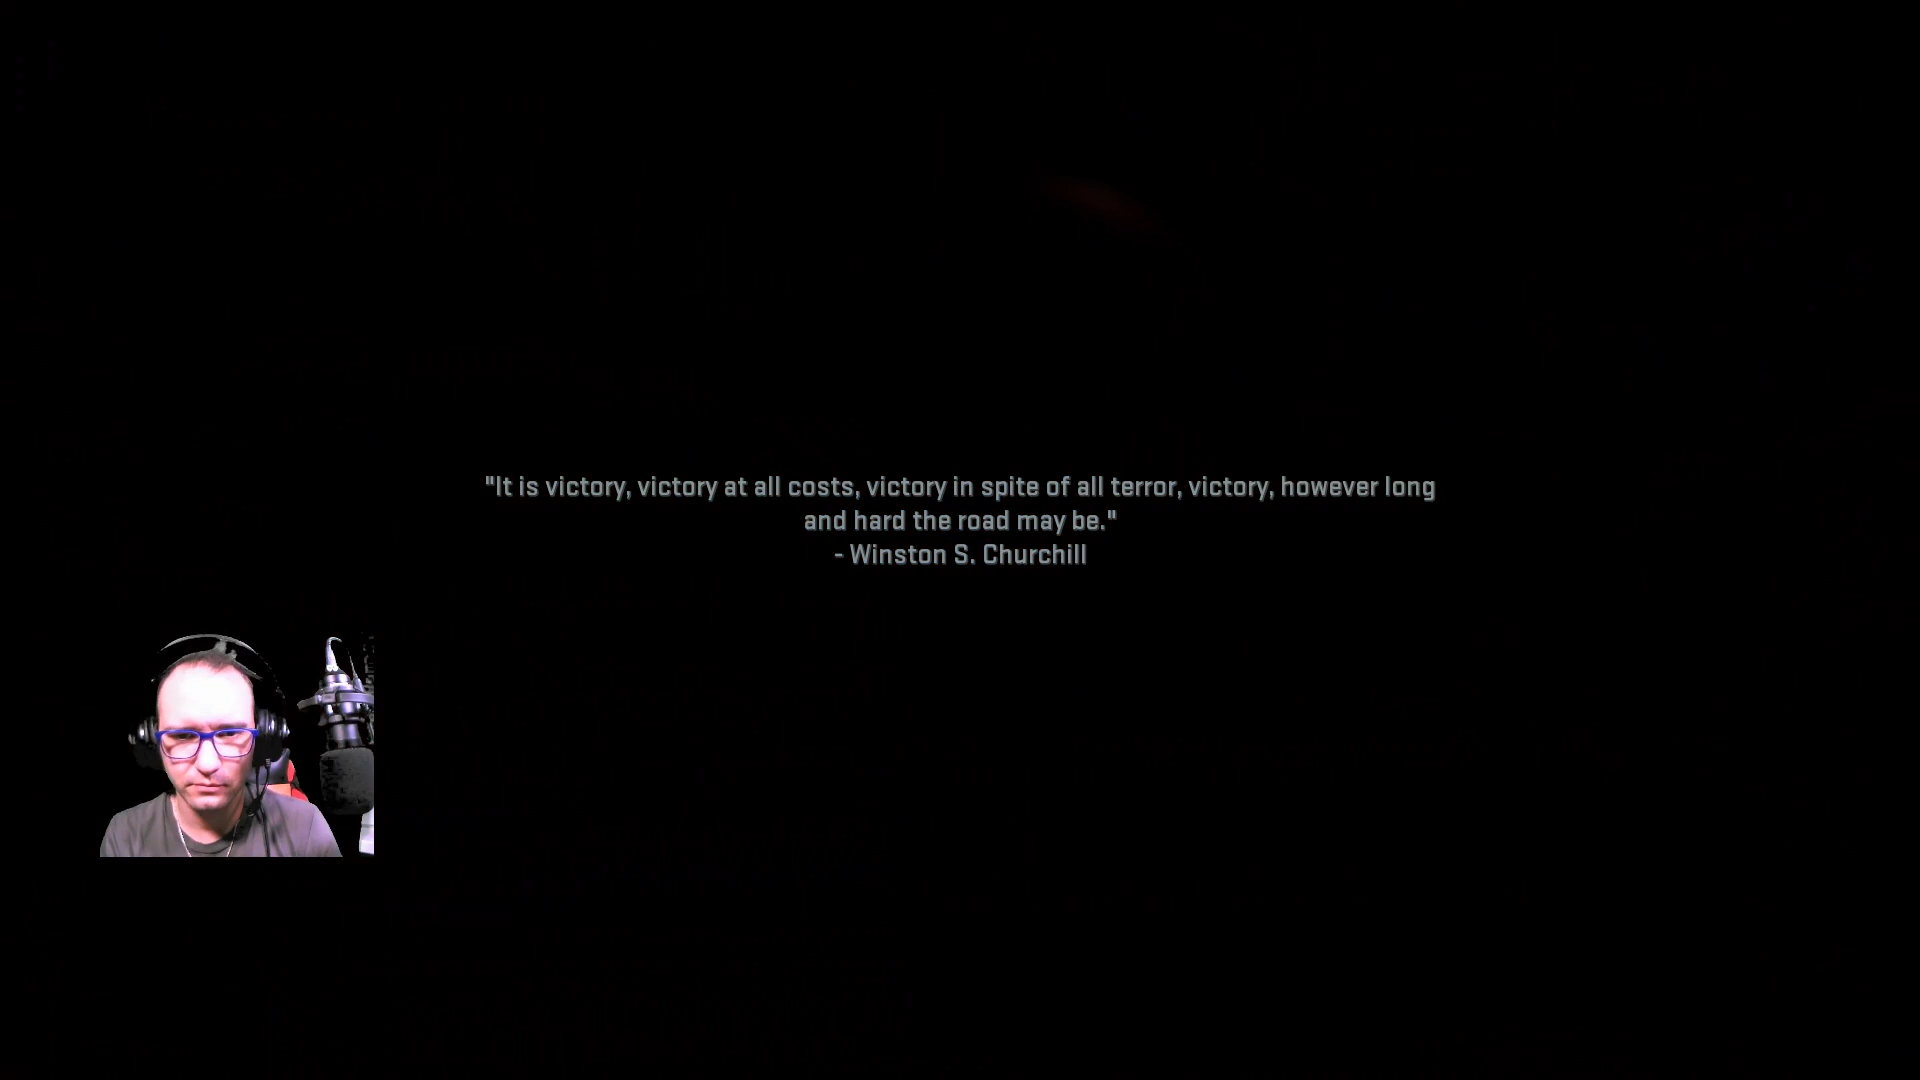 "It is victory, victory at all costs, victory in spite of all terror, victory, however long
and hard the road may be."
- Winston S. Churchill